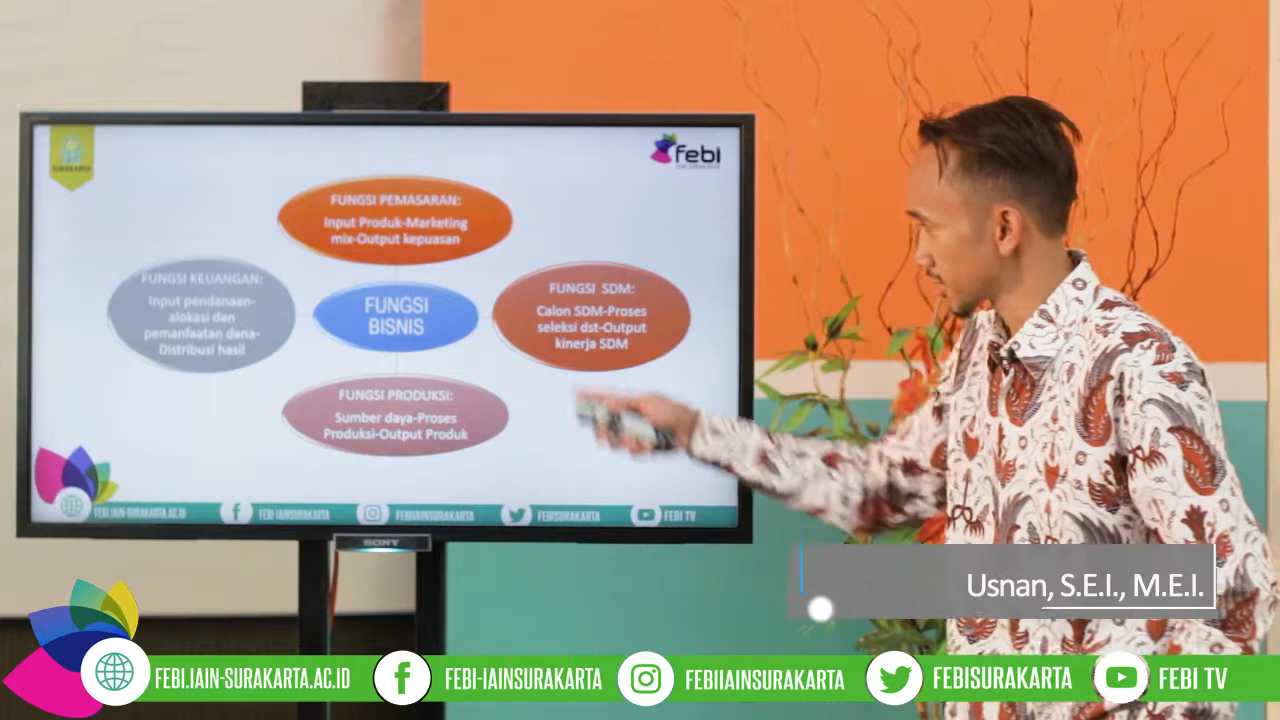 SURAKARTA
febi
FUNGSI PEMASARAN:
Input Produk-Marketing
mix-Output kepuasan
FUNGSI KEUANGAN:
Input pendanaan-
alokasi dan
pemanfaatan dana-
Distribusi hasil
FUNGSI
BISNIS
FUNGSI SDM:
Calon SDM-Proses
seleksi dst-Output
kinerja SDM
FUNGSI PRODUKSI:
Sumber daya-Proses
Produksi-Output Produk
FEBI.IAIN-SURAKARTA.AC.ID
FEBI-IAINSURAKARTA
FEBIIAINSURAKARTA
FEBISURAKARTA
FEBI TV
SONY
Usnan, S.E.I., M.E.I.
FEBI.IAIN-SURAKARTA.AC.ID
FEBI-IAINSURAKARTA
FEBIIAINSURAKARTA
FEBISURAKARTA
FEBI TV